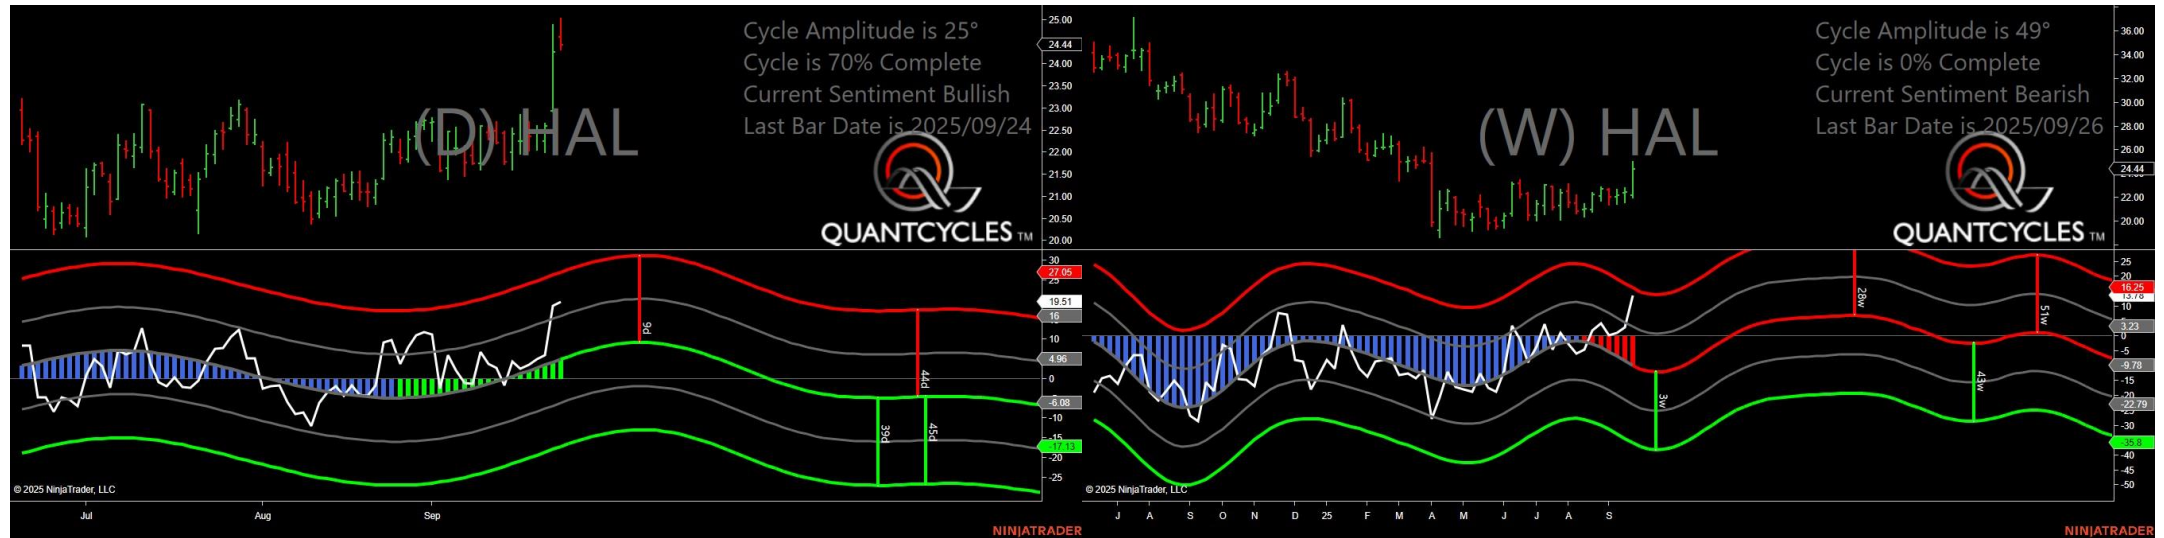 Cycle Amplitude is 25°
Cycle is 70% Complete
Current Sentiment Bullish
Last Bar Date is 2025/09/24
(D) HAL
QUANTCYCLES TM
25.00
24.44
24.00
23.50
23.00
22.50
22.00
21.50
21.00
20.50
20.00
30
27.05
25
19.51
16
10
4.96
0
-6.08
-10
-15
-17.13
-20
-25
9d
44d
39d
45d
© 2025 NinjaTrader, LLC
Jul
Aug
Sep
NINJATRADER
Cycle Amplitude is 49°
Cycle is 0% Complete
Current Sentiment Bearish
Last Bar Date is 2025/09/26
(W) HAL
QUANTCYCLES TM
36.00
34.00
32.00
30.00
28.00
26.00
24.44
22.00
20.00
25
20
16.25
13.78
10
3.23
0
-5
-9.78
-15
-22.79
-30
-35.8
-40
-45
-50
28w
51w
3w
43w
© 2025 NinjaTrader, LLC
J A S O N D 25 F M A M J J A S
NINJATRADER